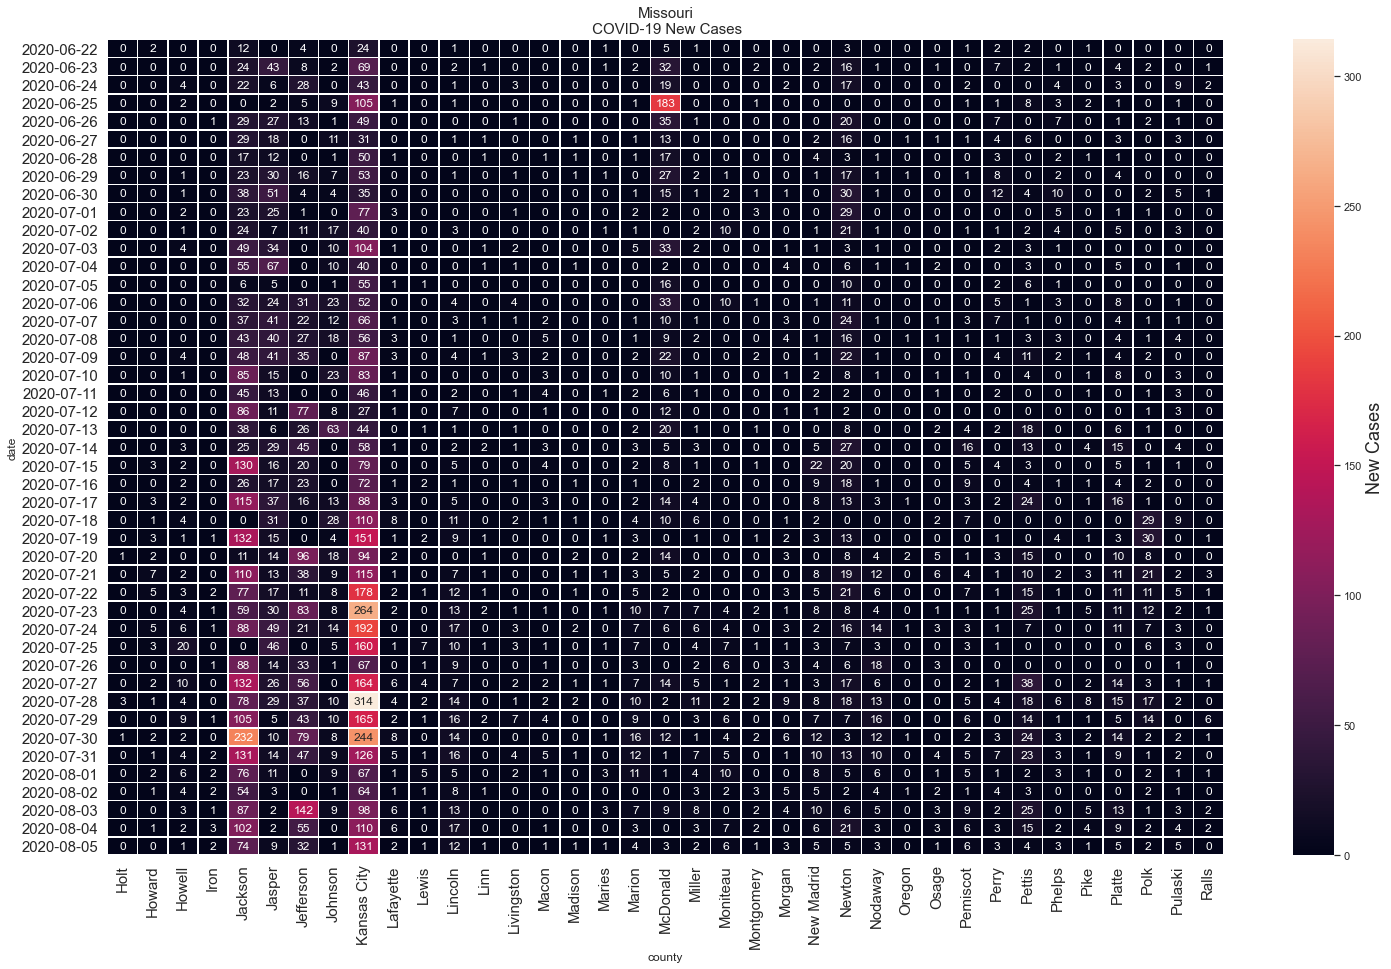 Missouri
COVID-19 New Cases
2020-06-22 0 2 0 0 12 0 4 0 24 0 0 1 0 0 0 0 1 0 5 1 0 0 0 0 3 0 0 0 1 2 2 0 1 0 0 0 0
2020-06-23 0 0 0 0 24 43 8 2 69 0 0 2 1 0 0 0 1 2 32 0 0 2 0 2 16 1 0 1 0 7 2 1 0 4 2 0 1
2020-06-24 0 0 4 0 22 6 28 0 43 0 0 1 0 3 0 0 0 0 19 0 0 0 2 0 17 0 0 0 2 0 0 4 0 3 0 9 2
2020-06-25 0 0 2 0 0 2 5 9 105 1 0 1 0 0 0 0 0 1 183 0 0 1 0 0 0 0 0 0 1 1 8 3 2 1 0 1 0
2020-06-26 0 0 0 1 29 27 13 1 49 0 0 0 0 1 0 0 0 0 35 1 0 0 0 0 20 0 0 0 0 7 0 7 0 1 2 1 0
2020-06-27 0 0 0 0 29 18 0 11 31 0 0 1 1 0 0 1 0 1 13 0 0 0 0 2 16 0 1 1 1 4 6 0 0 5 0 3 0
2020-06-28 0 0 0 0 17 12 0 1 50 1 0 0 1 0 1 1 0 1 17 0 0 0 0 4 3 1 0 0 0 3 0 2 1 1 0 0 0
2020-06-29 0 0 1 0 23 30 16 7 53 0 0 1 0 1 0 1 0 0 27 2 1 0 0 1 17 1 1 0 1 8 0 2 0 4 0 0 0
2020-06-30 0 0 1 0 38 51 4 4 35 0 0 0 0 0 0 0 0 1 15 1 2 1 1 0 30 1 0 0 0 12 4 10 0 0 2 5 1
2020-07-01 0 0 2 0 23 25 1 0 77 3 0 0 0 1 0 0 0 2 2 0 0 3 0 0 29 0 0 0 0 0 0 5 0 1 1 0 0
2020-07-02 0 0 1 0 24 7 11 17 40 0 0 3 0 0 0 0 1 1 0 2 10 0 0 1 21 1 0 0 1 1 2 4 0 5 0 3 0
2020-07-03 0 0 4 0 49 34 0 10 104 1 0 0 1 2 0 0 0 5 33 2 0 0 1 1 3 1 0 0 0 2 3 1 0 0 0 0 0
2020-07-04 0 0 0 0 55 67 0 10 40 0 0 0 1 1 0 1 0 0 2 0 0 0 4 0 6 1 1 2 0 0 3 0 0 5 0 1 0
2020-07-05 0 0 0 0 6 5 0 1 55 1 1 0 0 0 0 0 0 0 16 0 0 0 0 0 10 0 0 0 0 2 6 1 0 0 0 0 0
2020-07-06 0 0 0 0 32 24 31 23 52 0 0 4 0 4 0 0 0 0 33 0 10 1 0 1 11 0 0 0 0 5 1 3 0 8 0 1 0
2020-07-07 0 0 0 0 37 41 22 12 66 1 0 3 1 1 2 0 0 1 10 1 0 0 3 0 24 1 0 1 3 7 1 0 0 4 1 1 0
2020-07-08 0 0 0 0 43 40 27 18 56 3 0 1 0 0 5 0 0 1 9 2 0 0 4 1 16 0 1 1 1 1 3 3 0 4 1 4 0
2020-07-09 0 0 4 0 48 41 35 0 87 3 0 4 1 3 2 0 0 2 22 0 0 2 0 1 22 1 0 0 0 4 11 2 1 4 2 0 0
2020-07-10 0 0 1 0 85 15 0 23 83 1 0 0 0 0 3 0 0 0 10 1 0 0 1 2 8 1 0 1 1 0 4 0 1 8 0 3 0
2020-07-11 0 0 0 0 45 13 0 0 46 1 0 2 0 1 4 0 1 2 6 1 0 0 0 2 2 0 0 1 0 2 0 0 1 0 1 3 0
2020-07-12 0 0 0 0 86 11 77 8 27 1 0 7 0 0 1 0 0 0 12 0 0 0 1 1 2 0 0 0 0 0 0 0 0 0 1 3 0
2020-07-13 0 0 0 0 38 6 26 63 44 0 1 1 0 1 0 0 0 2 20 1 0 1 0 0 8 0 0 0 2 4 2 18 0 0 6 1 0 0
2020-07-14 0 0 3 0 25 29 45 0 58 1 0 2 2 1 3 0 0 2 3 0 0 0 0 5 27 0 0 0 16 0 13 0 4 15 0 4 0
2020-07-15 0 3 2 0 130 16 20 0 79 0 0 5 0 0 4 0 0 2 8 1 0 1 0 22 20 0 0 0 5 4 3 0 0 5 1 1 0
2020-07-16 0 0 2 0 26 17 23 0 72 1 2 1 0 1 0 1 0 1 0 2 0 0 0 9 18 1 0 0 9 0 4 1 1 4 2 0 0
2020-07-17 0 3 2 0 115 37 16 13 88 3 0 5 0 0 3 0 0 2 14 4 0 0 0 8 13 3 1 0 3 2 24 0 1 16 1 0 0
2020-07-18 0 1 4 0 0 31 0 28 110 8 0 11 0 2 1 1 0 4 10 6 0 0 1 2 0 0 0 2 7 0 0 0 0 0 29 9 0
2020-07-19 0 3 1 1 132 15 0 4 151 1 2 9 1 0 0 0 0 3 7 0 0 1 2 3 13 0 0 0 0 1 0 4 1 3 30 0 1
2020-07-20 1 2 0 0 11 14 96 18 94 2 0 0 1 0 0 2 0 2 14 0 0 0 3 0 8 4 2 5 1 3 15 0 0 10 8 0 0
2020-07-21 0 7 2 0 110 13 38 9 115 1 0 7 1 0 0 1 1 3 5 2 0 0 0 8 19 12 0 6 4 1 10 2 3 11 21 2 3
2020-07-22 0 5 3 2 77 17 11 8 178 2 1 12 1 0 0 1 0 5 2 0 0 0 3 5 21 6 0 0 7 1 15 1 0 11 11 5 1
2020-07-23 0 0 4 1 59 30 83 8 264 2 0 13 2 1 1 0 1 10 7 7 4 2 1 8 8 4 0 1 1 1 25 1 5 11 12 2 1
2020-07-24 0 5 6 1 88 49 21 14 192 0 0 17 0 3 0 2 0 7 6 6 4 0 3 2 16 14 1 3 3 1 7 0 0 11 7 3 0
2020-07-25 0 3 20 0 0 46 0 5 160 1 7 10 1 3 1 0 1 7 0 4 7 1 1 3 7 3 0 0 3 1 0 0 0 0 6 3 0
2020-07-26 0 0 0 1 88 14 33 1 67 0 1 9 0 0 1 0 0 3 0 2 6 0 3 4 6 18 0 3 0 0 0 0 0 0 0 1 0
2020-07-27 0 2 10 0 132 26 56 0 164 6 4 7 0 2 2 1 1 7 14 5 1 2 1 3 17 6 0 0 2 1 38 0 2 14 3 1 1
2020-07-28 3 1 4 0 78 29 37 10 314 4 2 14 0 1 2 2 0 10 2 11 2 2 9 8 18 13 0 0 5 4 18 6 8 15 17 2 0
2020-07-29 0 0 9 1 105 5 43 10 165 2 1 16 2 7 4 0 0 9 0 3 1 0 0 7 7 16 0 0 6 0 14 1 1 5 14 0 6
2020-07-30 1 2 2 0 232 10 79 8 244 8 0 14 0 0 0 0 1 16 12 1 4 2 6 12 3 12 1 0 2 3 24 3 2 14 2 2 1
2020-07-31 0 1 4 2 131 14 47 9 126 5 1 16 0 4 5 1 0 12 1 7 5 0 1 10 13 10 0 4 5 7 23 1 3 9 1 2 0
2020-08-01 0 2 6 2 76 11 0 9 67 1 5 5 0 2 1 0 3 11 1 4 10 0 0 8 5 6 0 1 5 1 2 3 1 0 2 1 1
2020-08-02 0 1 4 2 54 3 0 1 64 1 1 8 1 0 0 0 0 0 0 0 3 2 3 5 2 4 1 2 1 4 3 0 0 0 2 1 0
2020-08-03 0 0 3 1 87 2 142 9 98 6 1 13 0 0 0 0 3 7 9 8 0 2 4 10 6 5 0 3 9 2 25 0 5 13 1 3 2
2020-08-04 0 1 2 3 102 2 55 0 110 6 0 17 0 0 1 0 0 3 0 3 7 2 0 6 21 3 0 3 6 3 15 2 4 9 2 4 2
2020-08-05 0 0 1 2 74 9 32 1 131 2 1 12 1 0 1 1 1 4 3 2 6 1 3 5 5 3 0 1 6 3 4 3 1 5 2 5 0
date
Holt Howard Howell Iron Jackson Jasper Jefferson Johnson Kansas City Lafayette Lewis Lincoln Linn Livingston Macon Madison Maries Marion McDonald Miller Moniteau Montgomery Morgan New Madrid Newton Nodaway Oregon Osage Pemiscot Perry Pettis Phelps Pike Platte Polk Pulaski Ralls
county
300
250
200
150
100
50
0
New Cases